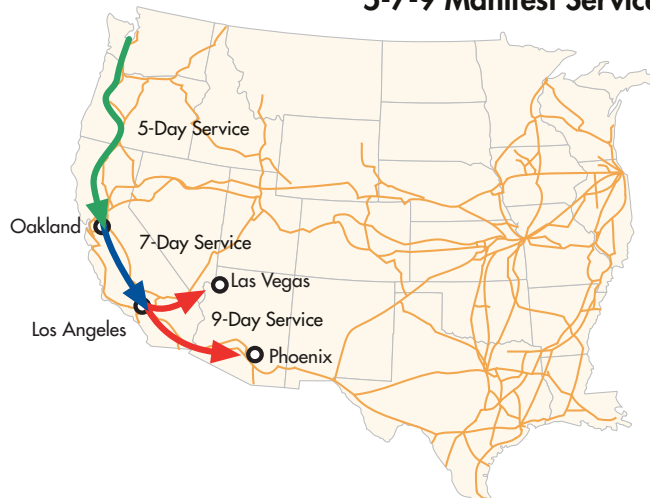 5-7-9 Manifest Service
5-Day Service
Oakland
7-Day Service
Las Vegas
9-Day Service
Los Angeles
Phoenix